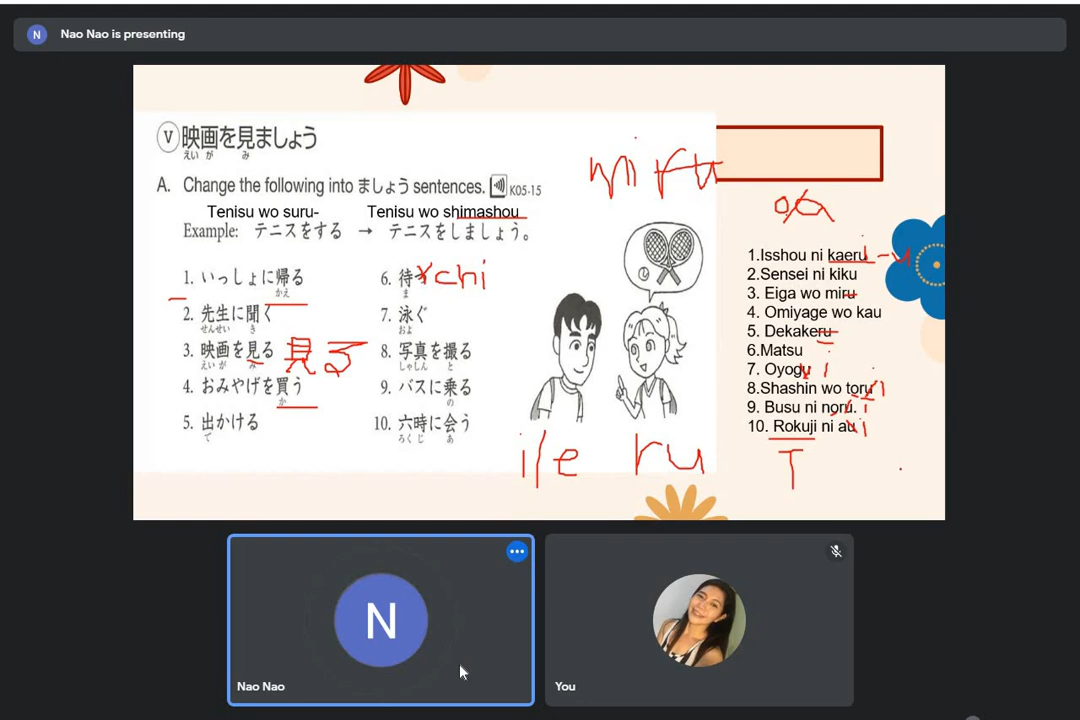 N Nao Nao is presenting
V 映画を見ましょう
えい が み
A. Change the following into ましょう sentences. K05-15
Tenisu wo suru- Tenisu wo shimashou
Example: テニスをする → テニスをしましょう。
1. いっしょに帰る
かえ
2. 先生に聞く
せんせい き
3. 映画を見る 見る
えい が み
4. おみやげを買う
か
5. 出かける
で
6. 待つ chi
ま
7. 泳ぐ
およ
8. 写真を撮る
しゃしん と
9. バスに乗る
の
10. 六時に会う
ろく じ あ
miru
i/e ru
1.Isshou ni kaeru i -u
2.Sensei ni kiku
3. Eiga wo miru
4. Omiyage wo kau
5. Dekakeru
6.Matsu
7. Oyogu i
8.Shashin wo toru i
9. Busu ni noru. i
10. Rokuji ni au i
T
N
Nao Nao
You